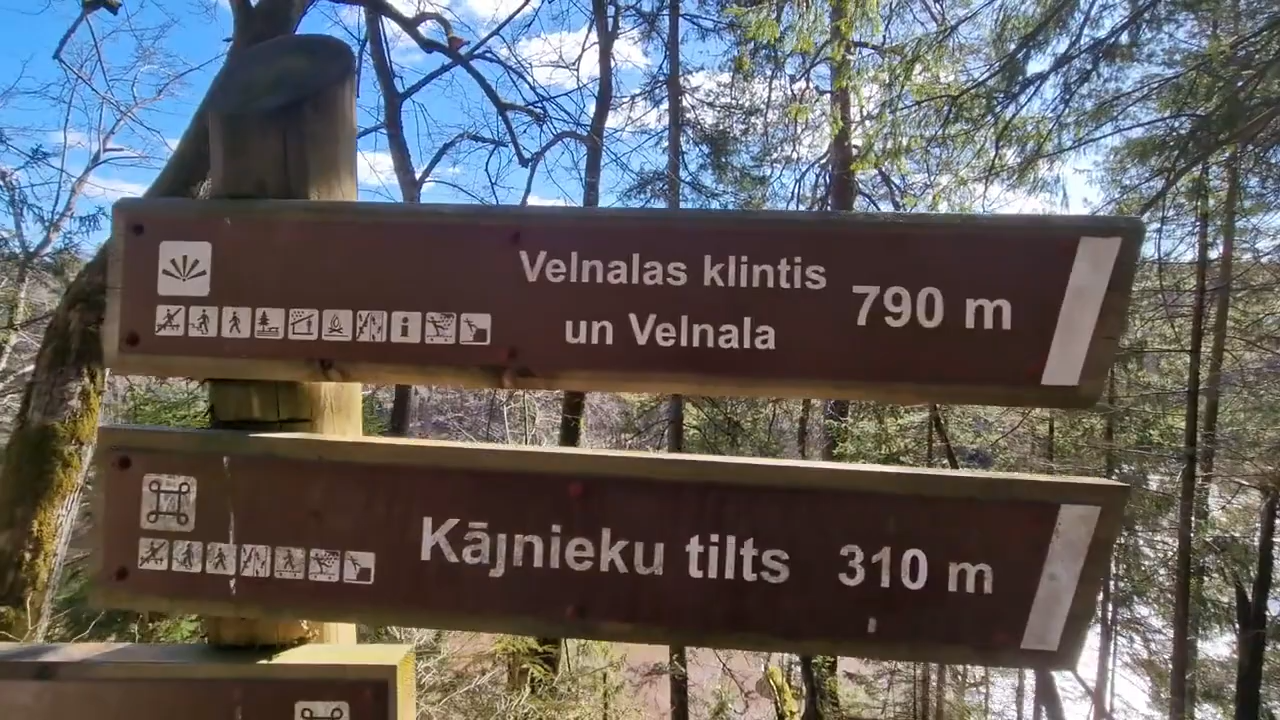 Velnalas klintis
un Velnala
790 m
Kājnieku tilts 310 m